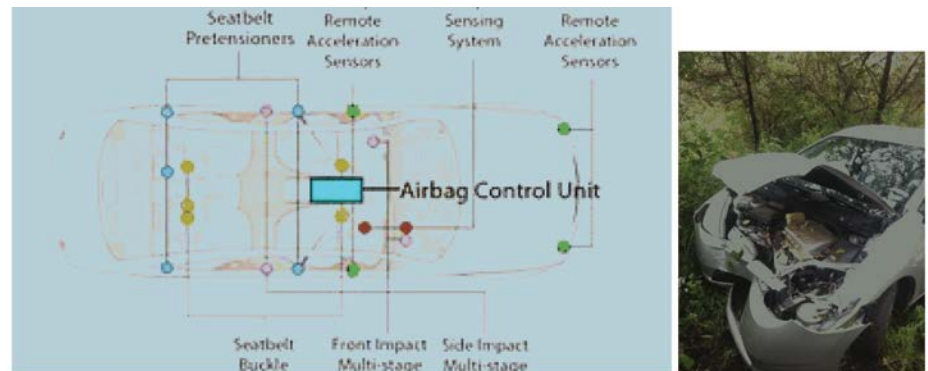 Seatbelt
Pretensioners
Remote
Acceleration
Sensors
Sensing
System
Remote
Acceleration
Sensors
Airbag Control Unit
Seatbelt
Buckle
Front Impact
Multi-stage
Side Impact
Multi-stage